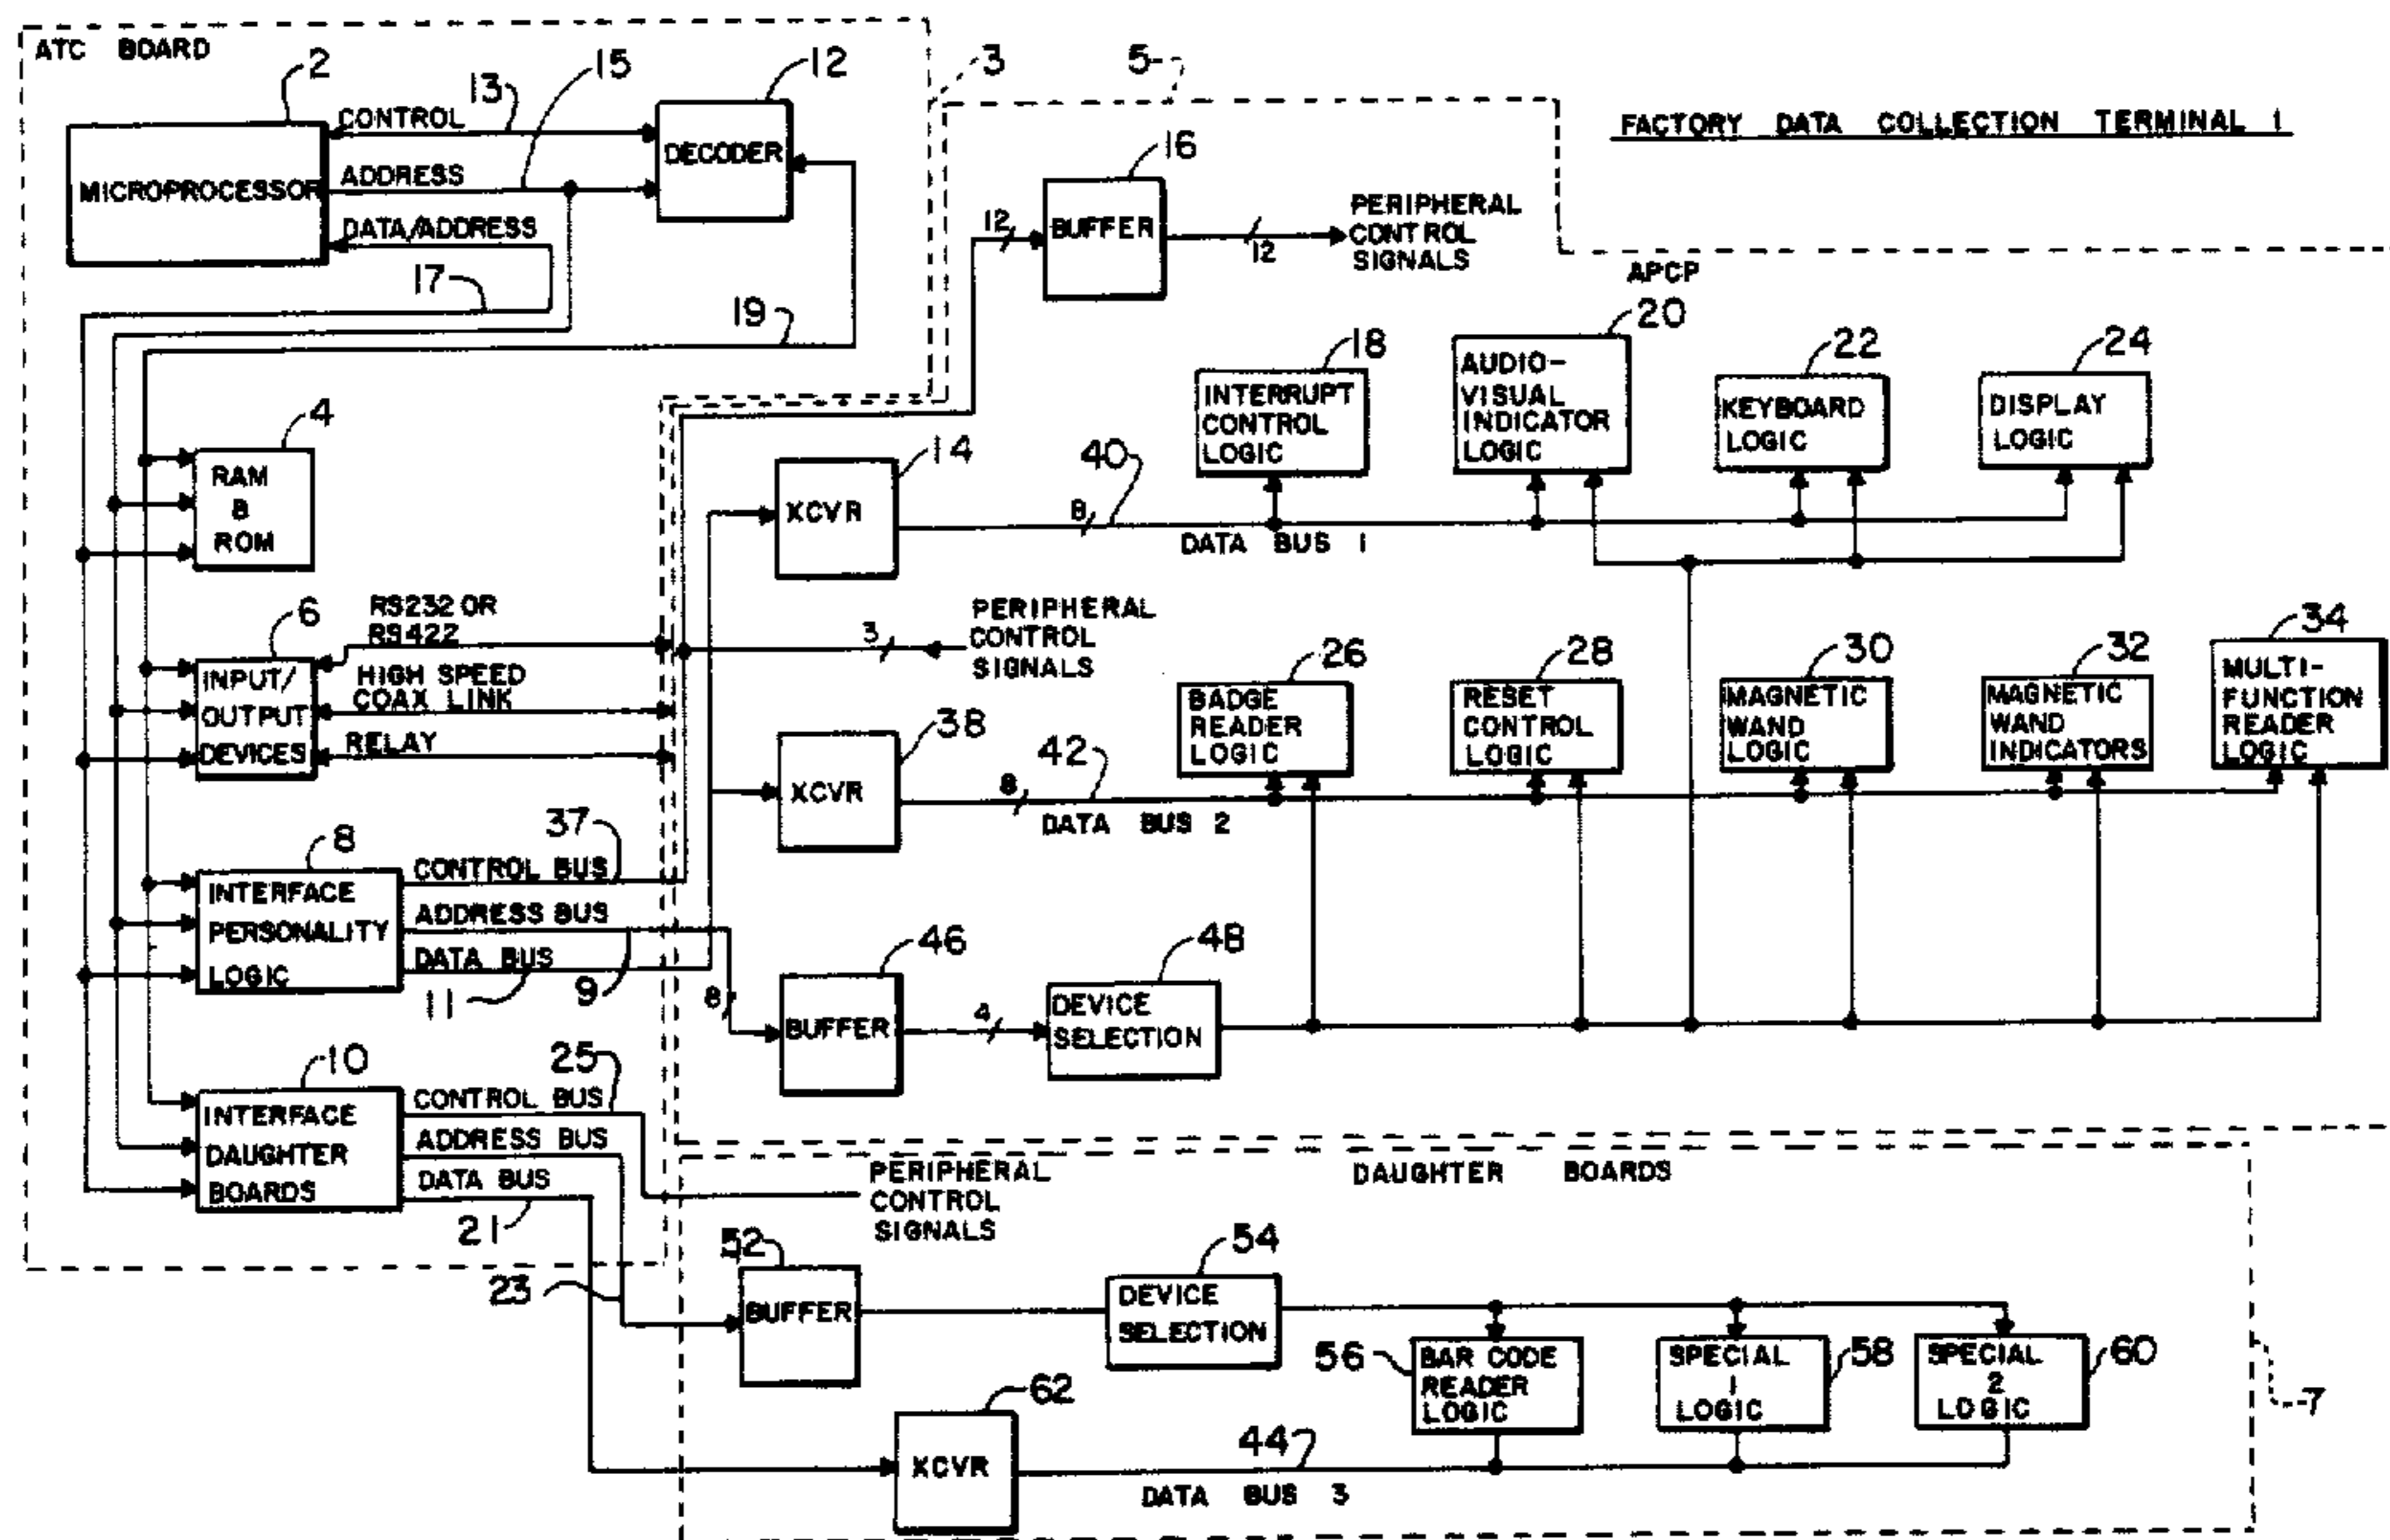 ATC BOARD
2
13
15
12
3
5
CONTROL
MICROPROCESSOR
ADDRESS
DATA/ADDRESS
DECODER
17
19
FACTORY DATA COLLECTION TERMINAL 1
16
12
BUFFER
12
PERIPHERAL
CONTROL
SIGNALS
APCP
4
RAM
&
ROM
14
XCVR
8
40
DATA BUS 1
18
INTERRUPT
CONTROL
LOGIC
20
AUDIO-
VISUAL
INDICATOR
LOGIC
22
KEYBOARD
LOGIC
24
DISPLAY
LOGIC
6
INPUT/
OUTPUT
DEVICES
RS232 OR
RS422
HIGH SPEED
COAX LINK
RELAY
3
PERIPHERAL
CONTROL
SIGNALS
38
XCVR
8
42
DATA BUS 2
26
BADGE
READER
LOGIC
28
RESET
CONTROL
LOGIC
30
MAGNETIC
WAND
LOGIC
32
MAGNETIC
WAND
INDICATORS
34
MULTI-
FUNCTION
READER
LOGIC
8
INTERFACE
PERSONALITY
LOGIC
37
CONTROL BUS
ADDRESS BUS
DATA BUS
11
9
8
46
BUFFER
4
48
DEVICE
SELECTION
10
INTERFACE
DAUGHTER
BOARDS
25
CONTROL BUS
ADDRESS BUS
DATA BUS
21
23
PERIPHERAL
CONTROL
SIGNALS
DAUGHTER BOARDS
52
BUFFER
54
DEVICE
SELECTION
56
BAR CODE
READER
LOGIC
SPECIAL
1
LOGIC
58
SPECIAL
2
LOGIC
60
7
62
XCVR
44
DATA BUS 3